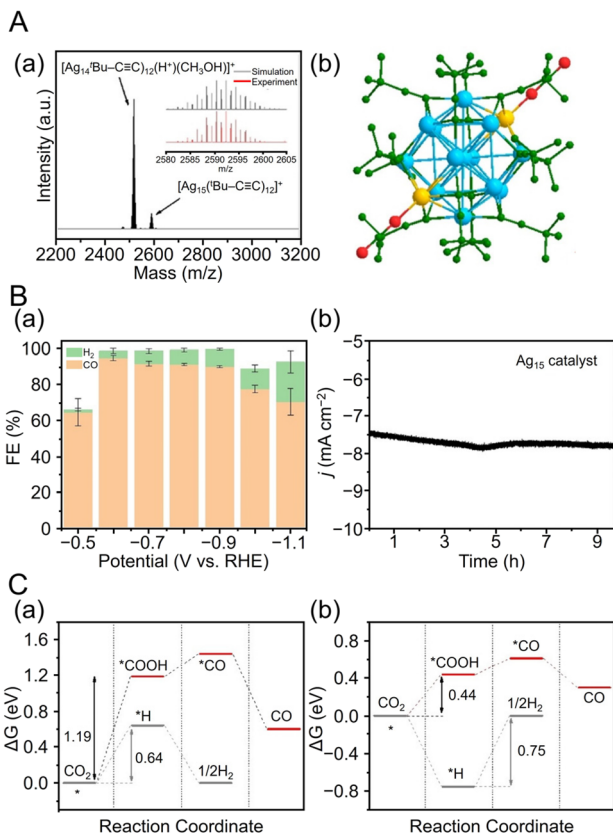 A
(a)
[Ag14ᵗBu–C≡C)12(H⁺)(CH3OH)]⁺
Simulation
Experiment
2580 2585 2590 2595 2600 2605
m/z
[Ag15(ᵗBu–C≡C)12]⁺
Intensity (a.u.)
2200 2400 2600 2800 3000 3200
Mass (m/z)
(b)
B
(a)
H2
CO
100
80
60
40
20
0
FE (%)
−0.5 −0.7 −0.9 −1.1
Potential (V vs. RHE)
(b)
Ag15 catalyst
−5
−6
−7
−8
−9
−10
j (mA cm⁻²)
1 3 5 7 9
Time (h)
C
(a)
1.6
1.2
0.8
0.4
0.0
ΔG (eV)
*COOH
*CO
*H
CO
1.19
0.64
CO2
*
1/2H2
Reaction Coordinate
(b)
0.8
0.4
0.0
−0.4
−0.8
ΔG (eV)
*CO
*COOH
CO
CO2
*
0.44
1/2H2
*H
0.75
Reaction Coordinate